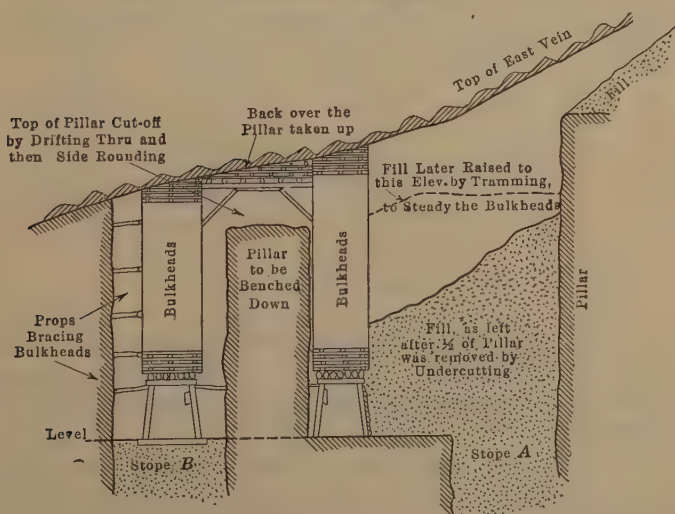 Top of East Vein
Fill
Top of Pillar Cut-off
by Drifting Thru and
then Side Rounding
Back over the
Pillar taken up
Fill Later Raised to
this Elev. by Tramming,
to Steady the Bulkheads
Bulkheads
Pillar
to be
Benched
Down
Bulkheads
Pillar
Props
Bracing
Bulkheads
Fill, as left
after ½ of Pillar
was removed by
Undercutting
Level
Stope B
Stope A